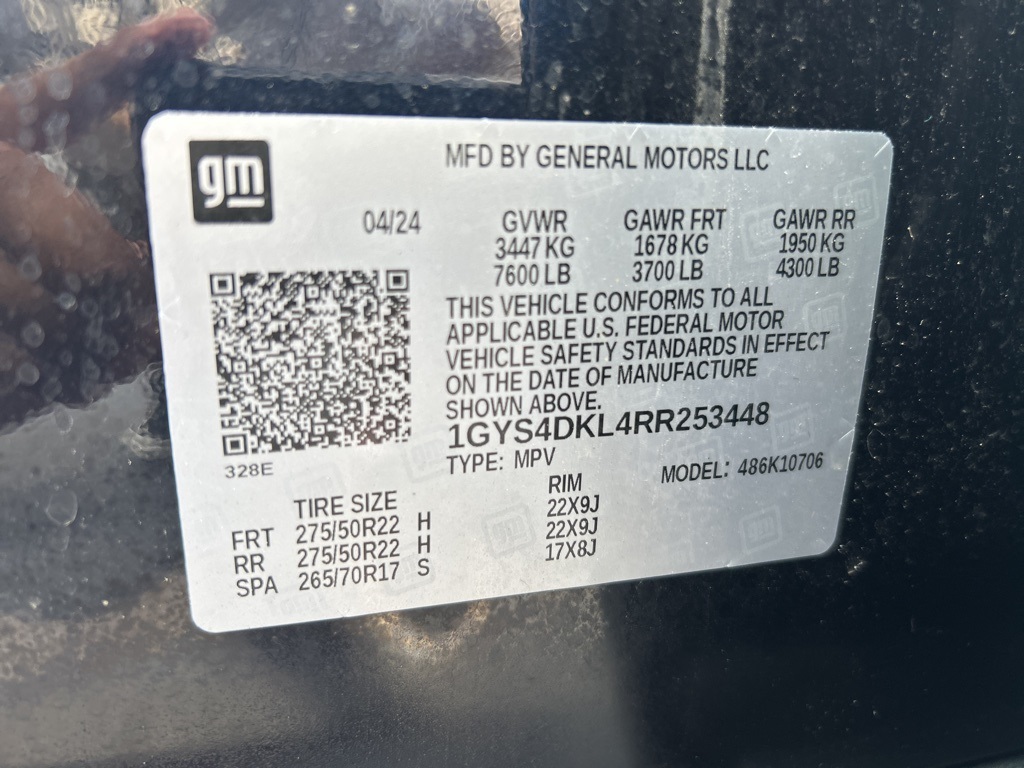 gm
MFD BY GENERAL MOTORS LLC
04/24 GVWR GAWR FRT GAWR RR
3447 KG 1678 KG 1950 KG
7600 LB 3700 LB 4300 LB
THIS VEHICLE CONFORMS TO ALL
APPLICABLE U.S. FEDERAL MOTOR
VEHICLE SAFETY STANDARDS IN EFFECT
ON THE DATE OF MANUFACTURE
SHOWN ABOVE.
1GYS4DKL4RR253448
TYPE: MPV MODEL: 486K10706
328E
TIRE SIZE RIM
FRT 275/50R22 H 22X9J
RR 275/50R22 H 22X9J
SPA 265/70R17 S 17X8J